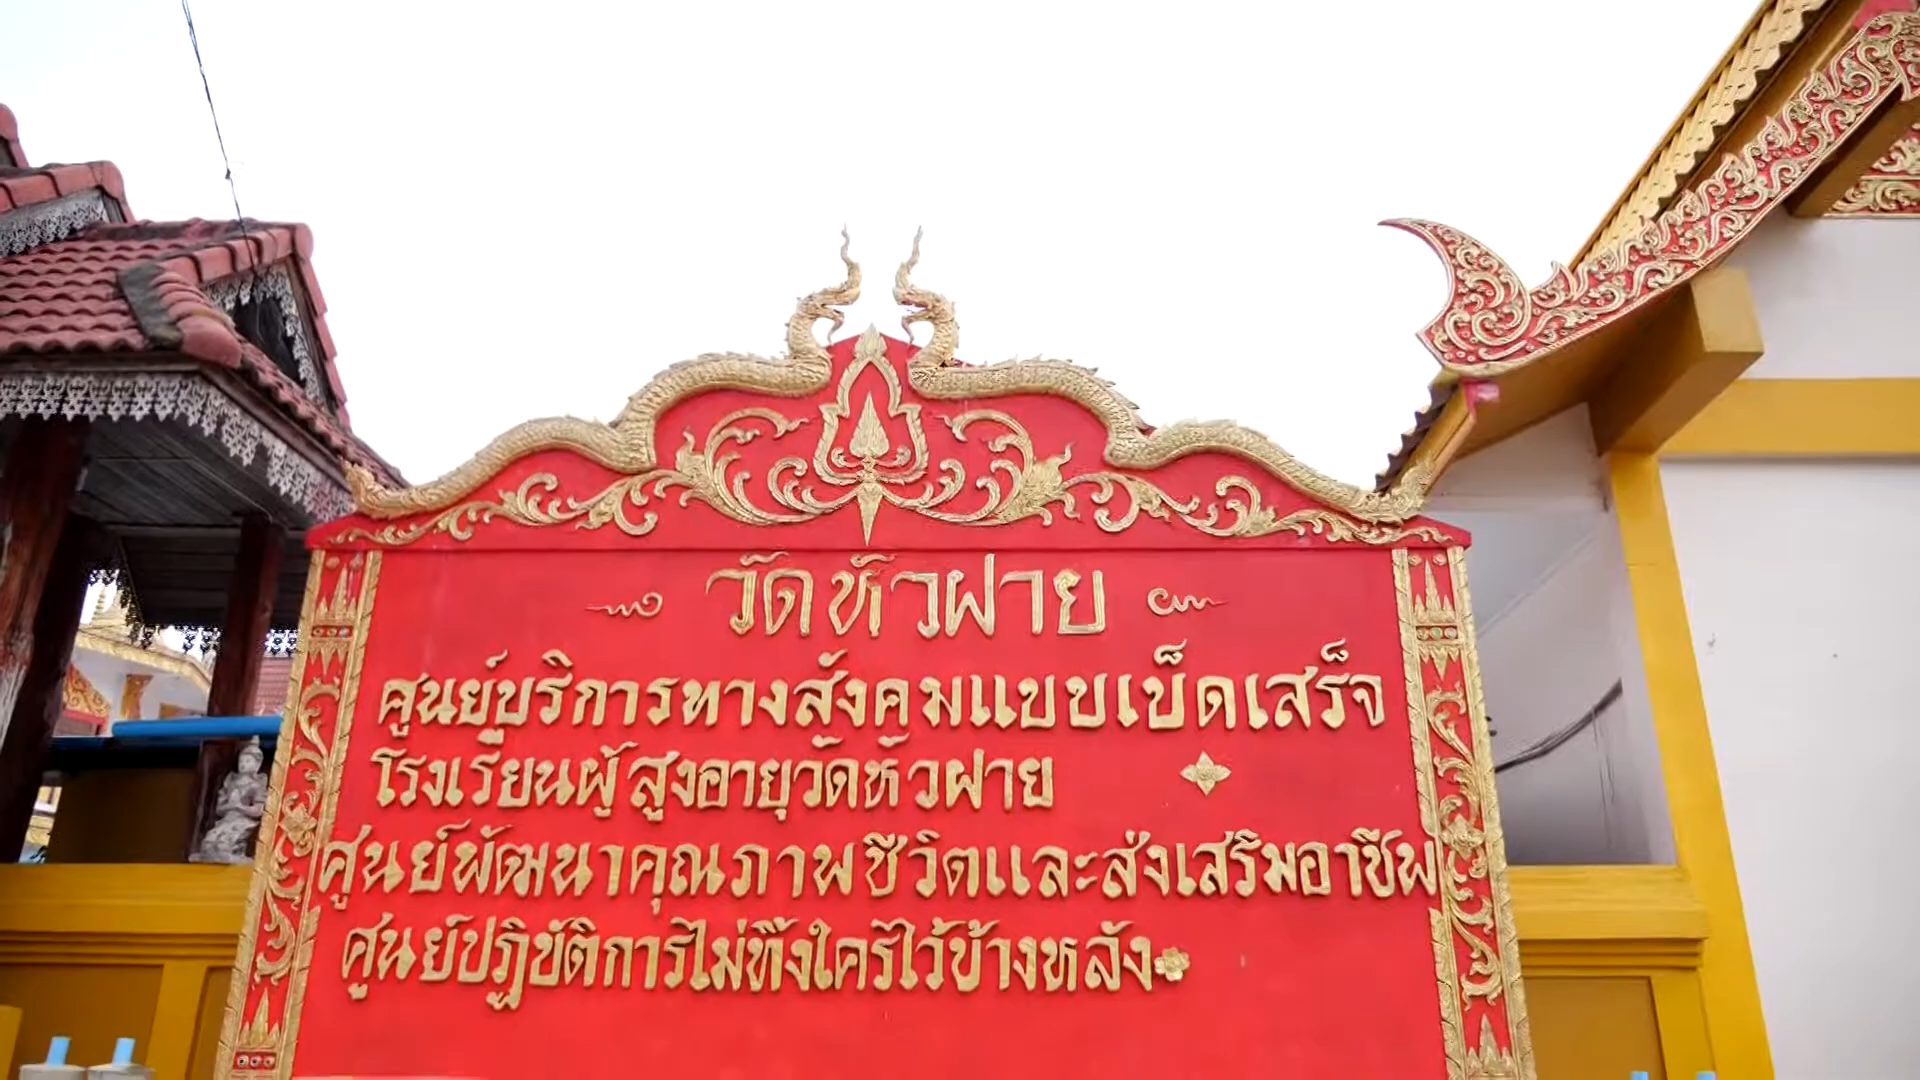 วัดหัวฝาย
ศูนย์บูริการทางสังคมแบบเบ็ดเสร็จ
โรงเรียนผู้สูงอายุวัดหัวฝาย
ศูนย์พัฒนาคุณภาพชีวิตและส่งเสริมอาชีพ
ศูนย์ปฏิบัติการไม่ทิ้งใครไว้ข้างหลัง